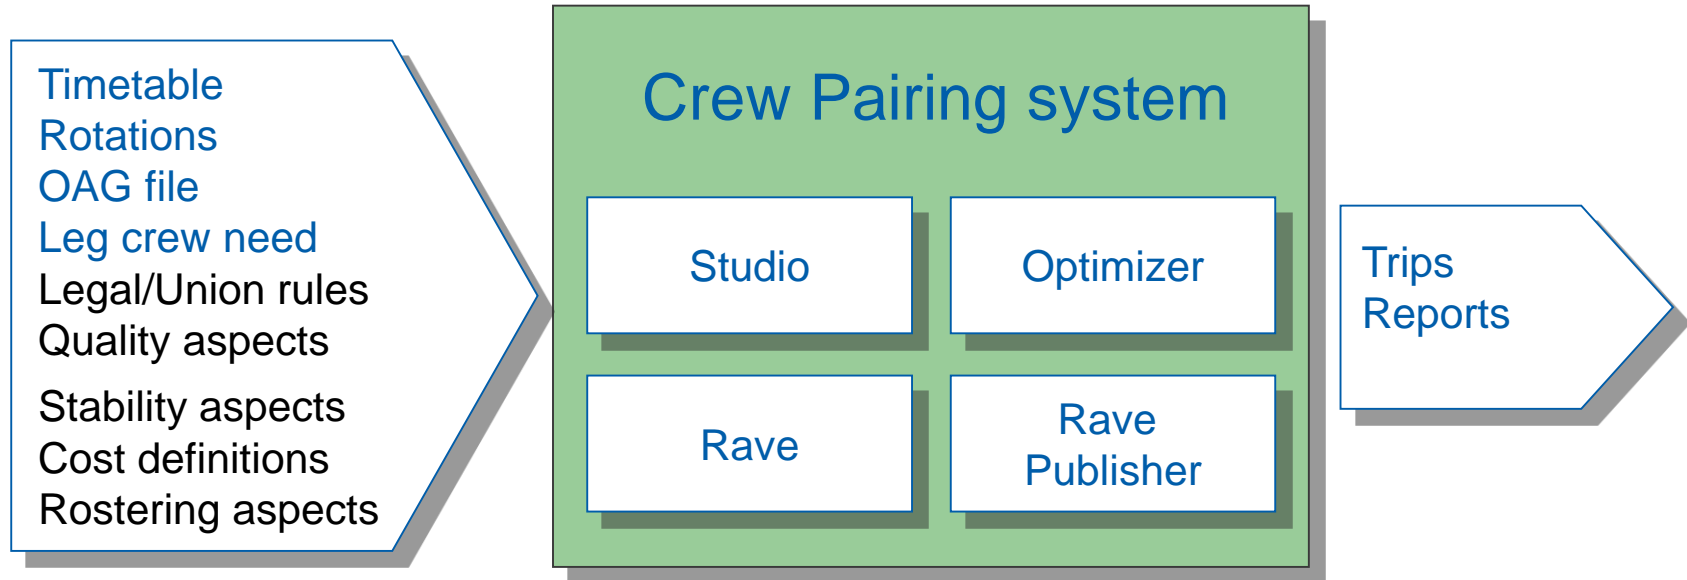 Timetable
Rotations
OAG file
Leg crew need
Legal/Union rules
Quality aspects
Stability aspects
Cost definitions
Rostering aspects
Crew Pairing system
Studio
Optimizer
Rave
Rave
Publisher
Trips
Reports